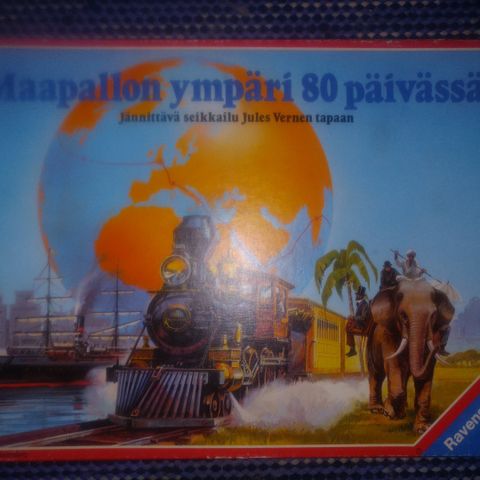 Maapallon ympäri 80 päivässä
Jännittävä seikkailu Jules Vernen tapaan
Ravens